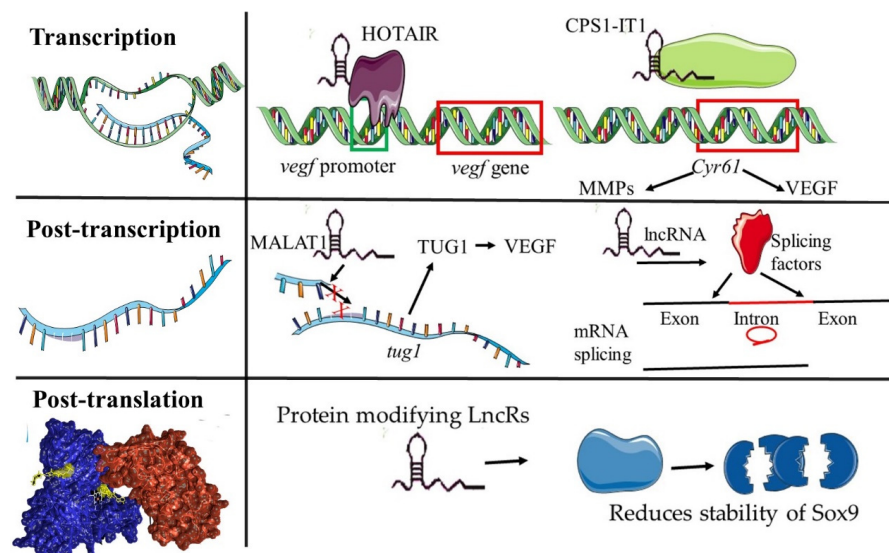 Transcription
HOTAIR
vegf promoter
vegf gene
CPS1-IT1
Cyr61
MMPs
VEGF
Post-transcription
MALAT1
TUG1
VEGF
tug1
lncRNA
Splicing
factors
Exon
Intron
Exon
mRNA
splicing
Post-translation
Protein modifying LncRs
Reduces stability of Sox9